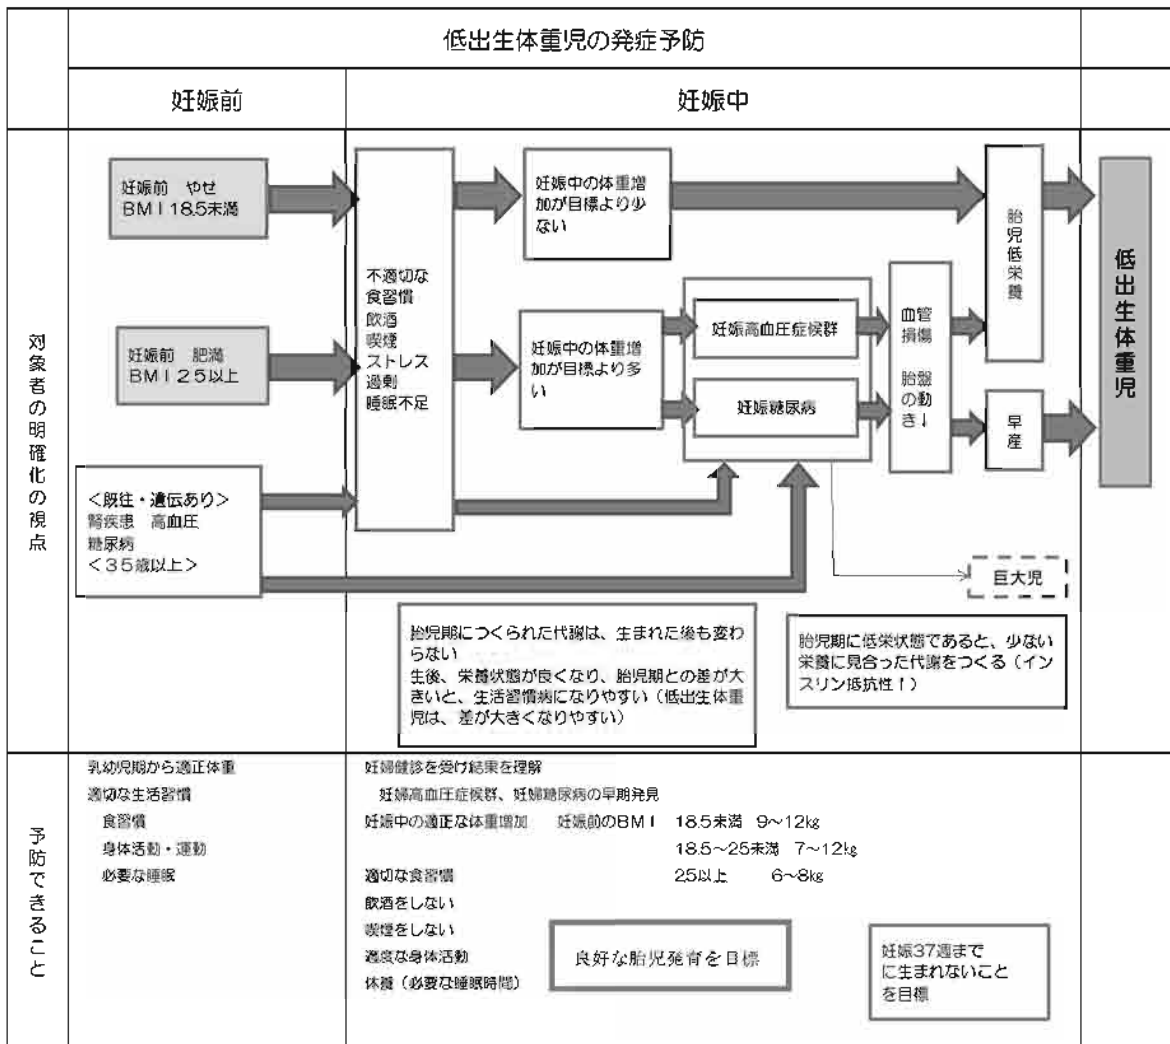 低出生体重児の発症予防
妊娠前
妊娠中
対象者の明確化の視点
妊娠前 やせ
BMI18.5未満
妊娠前 肥満
BMI25以上
<既往・遺伝あり>
腎疾患 高血圧
糖尿病
<35歳以上>
不適切な
食習慣
飲酒
喫煙
ストレス
過剰
睡眠不足
妊娠中の体重増
加が目標より少
ない
妊娠中の体重増
加が目標より多
い
妊娠高血圧症候群
妊娠糖尿病
血管
損傷
胎盤
の動
き↓
胎児低栄養
早産
巨大児
低出生体重児
胎児期につくられた代謝は、生まれた後も変わ
らない
生後、栄養状態が良くなり、胎児期との差が大
きいと、生活習慣病になりやすい（低出生体重
児は、差が大きくなりやすい）
胎児期に低栄状態であると、少ない
栄養に見合った代謝をつくる（イン
スリン抵抗性↑）
予防できること
乳幼児期から適正体重
適切な生活習慣
食習慣
身体活動・運動
必要な睡眠
妊婦健診を受け結果を理解
妊婦高血圧症候群、妊婦糖尿病の早期発見
妊娠中の適正な体重増加 妊娠前のBMI 18.5未満 9～12kg
18.5～25未満 7～12kg
適切な食習慣 25以上 6～8kg
飲酒をしない
喫煙をしない
適度な身体活動
休養（必要な睡眠時間）
良好な胎児発育を目標
妊娠37週まで
に生まれないこと
を目標